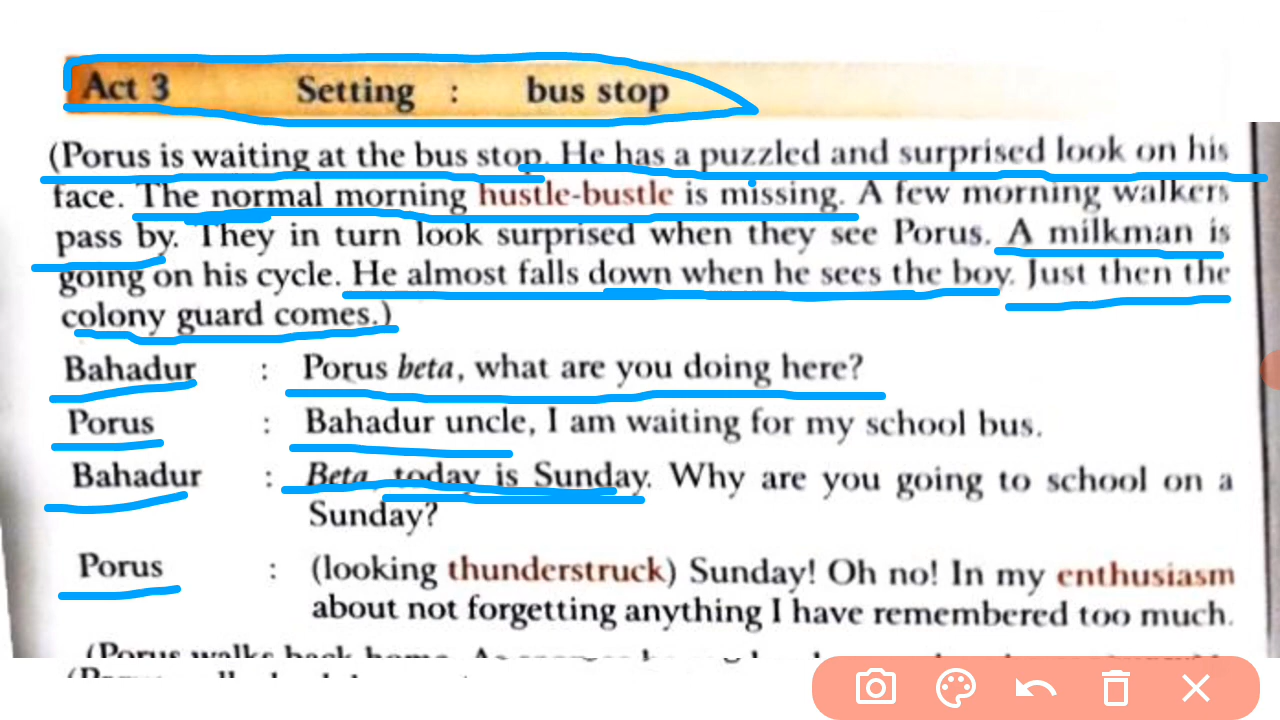 Act 3 Setting : bus stop
(Porus is waiting at the bus stop. He has a puzzled and surprised look on his
face. The normal morning hustle-bustle is missing. A few morning walkers
pass by. They in turn look surprised when they see Porus. A milkman is
going on his cycle. He almost falls down when he sees the boy. Just then the
colony guard comes.)
Bahadur : Porus beta, what are you doing here?
Porus : Bahadur uncle, I am waiting for my school bus.
Bahadur : Beta, today is Sunday. Why are you going to school on a
Sunday?
Porus : (looking thunderstruck) Sunday! Oh no! In my enthusiasm
about not forgetting anything I have remembered too much.
(Porus walks back home.